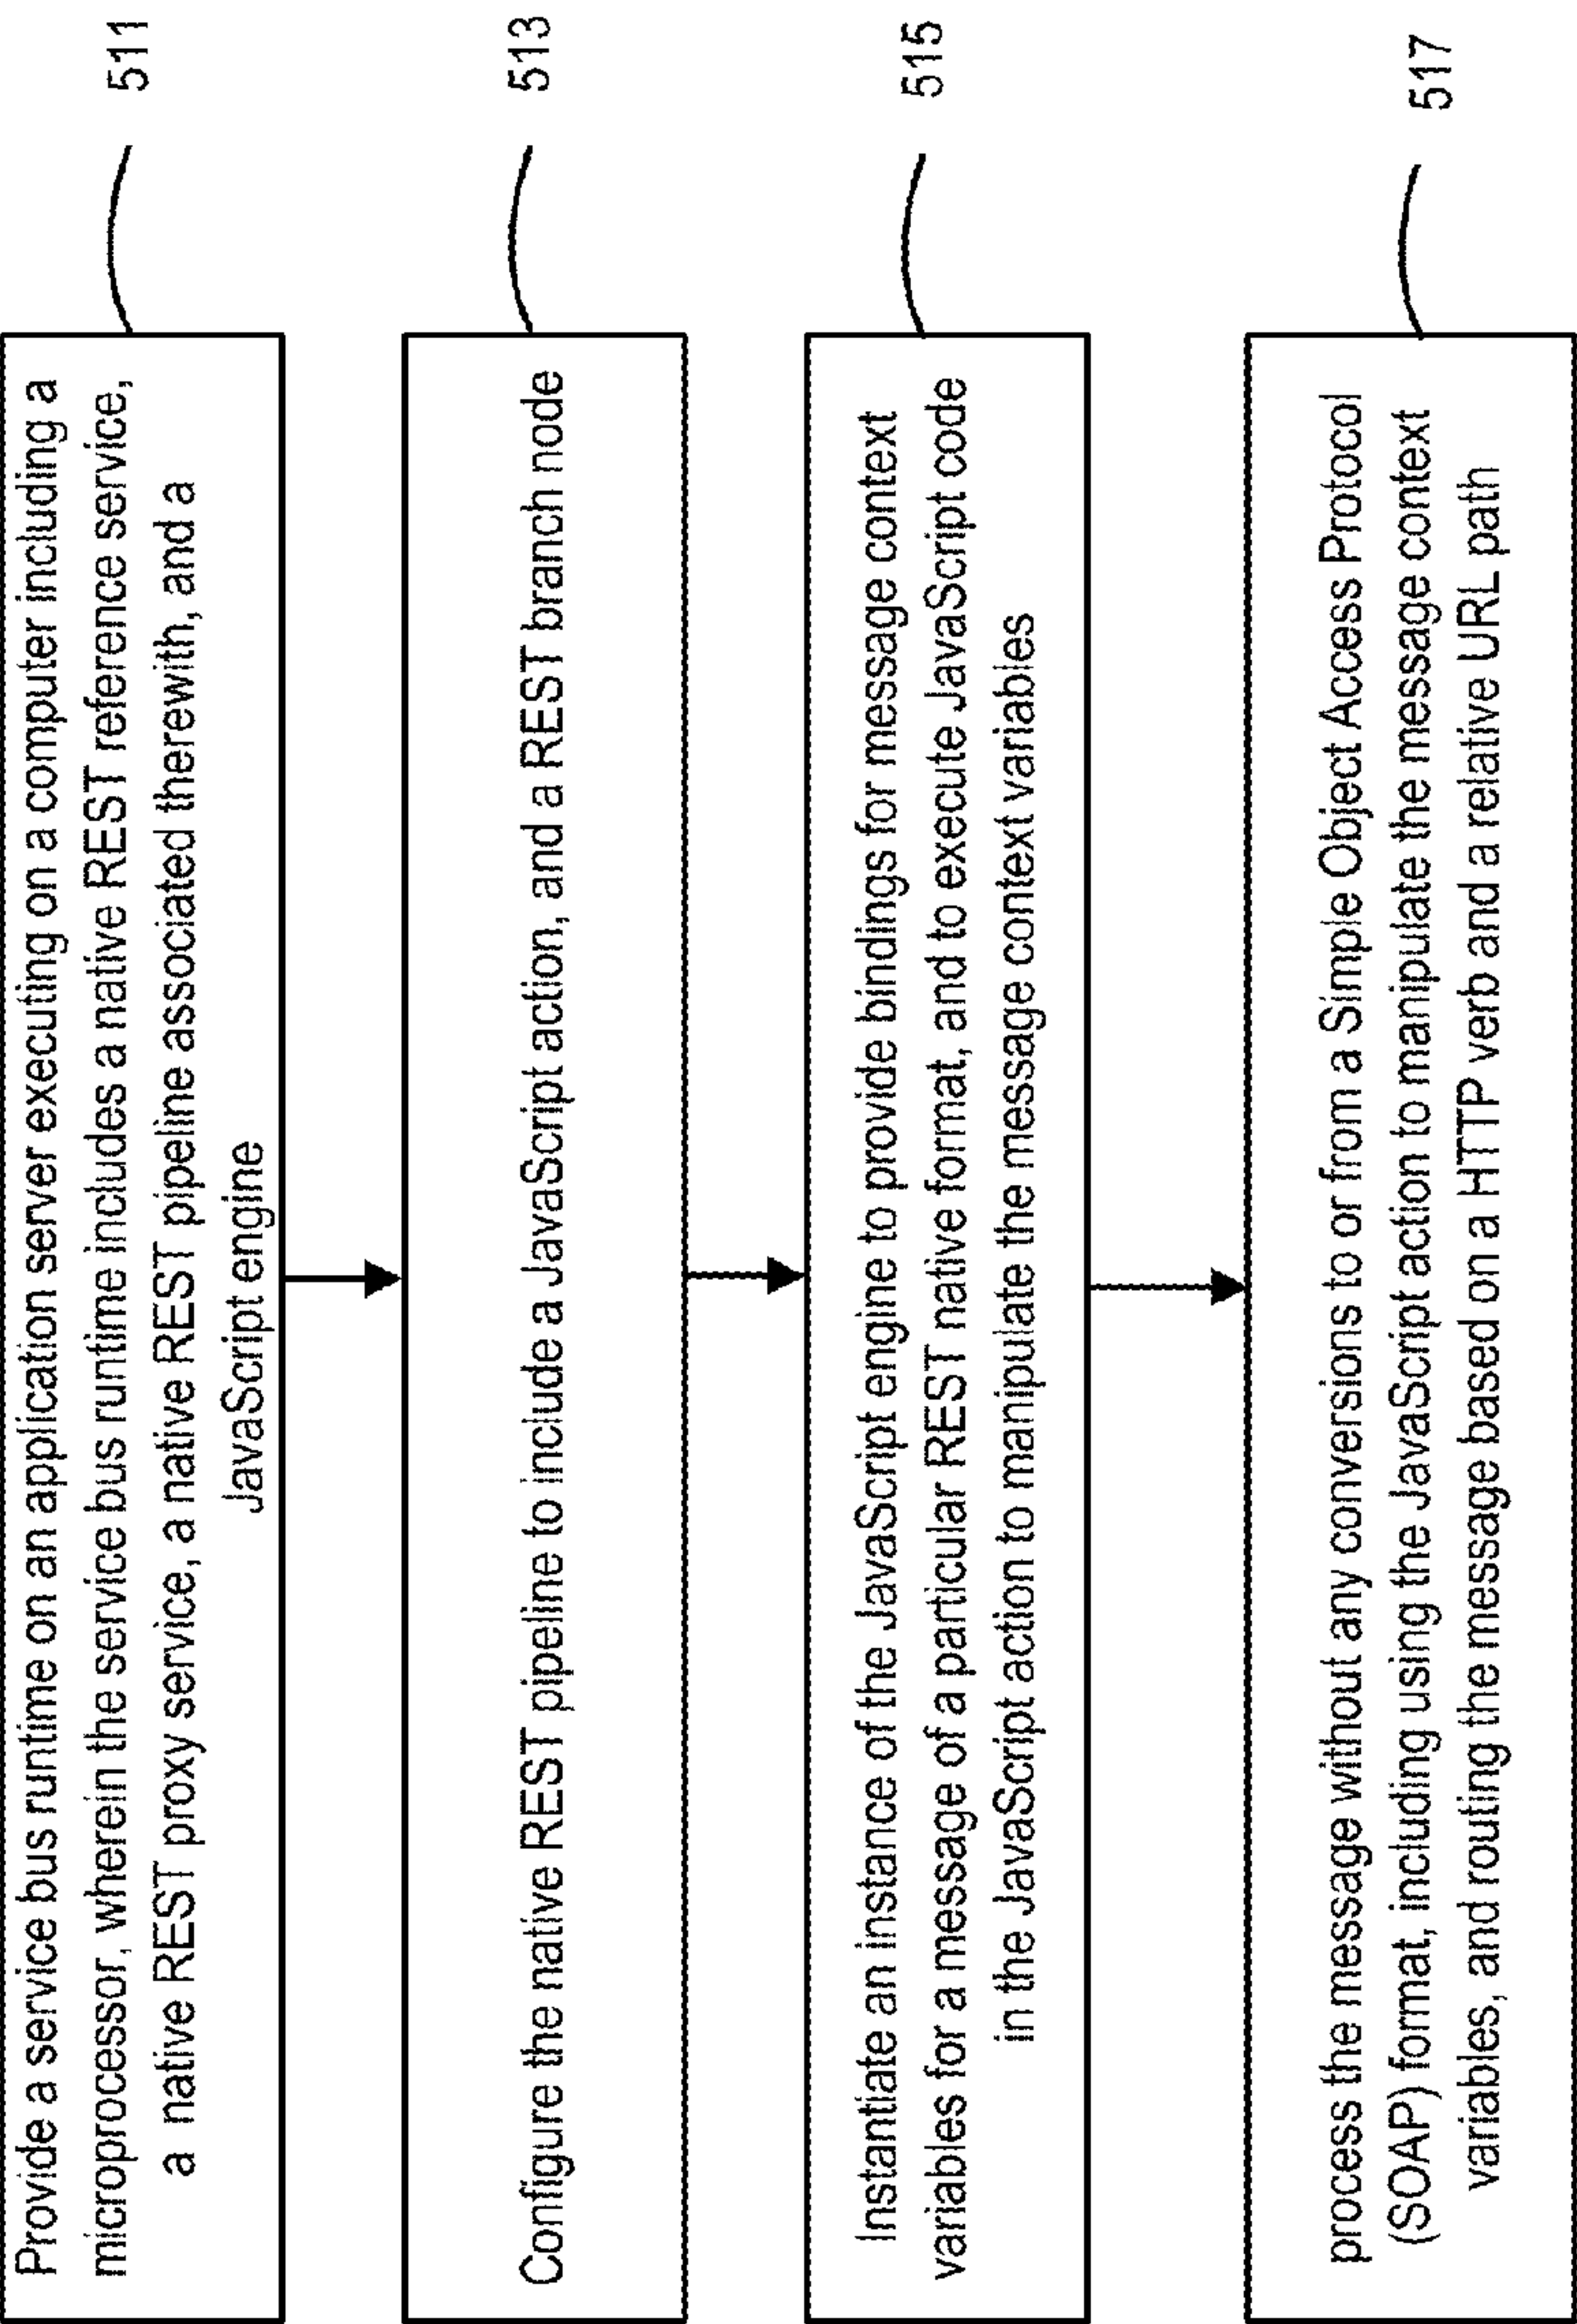 Provide a service bus runtime on an application server executing on a computer including a
microprocessor, wherein the service bus runtime includes a native REST reference service,
a native REST proxy service, a native REST pipeline associated therewith, and a
JavaScript engine
511
Configure the native REST pipeline to include a JavaScript action, and a REST branch node
513
Instantiate an instance of the JavaScript engine to provide bindings for message context
variables for a message of a particular REST native format, and to execute JavaScript code
in the JavaScript action to manipulate the message context variables
515
process the message without any conversions to or from a Simple Object Access Protocol
(SOAP) format, including using the JavaScript action to manipulate the message context
variables, and routing the message based on a HTTP verb and a relative URL path
517